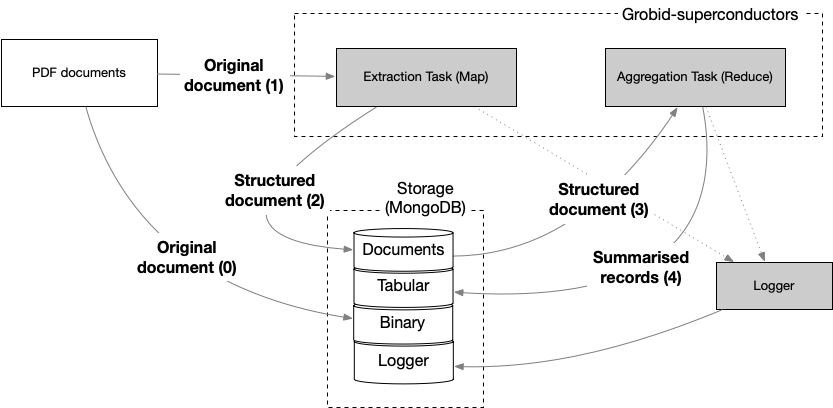 Grobid-superconductors
PDF documents
Original
document (1)
Extraction Task (Map)
Aggregation Task (Reduce)
Structured
document (2)
Storage
(MongoDB)
Structured
document (3)
Original
document (0)
Documents
Tabular
Binary
Logger
Summarised
records (4)
Logger